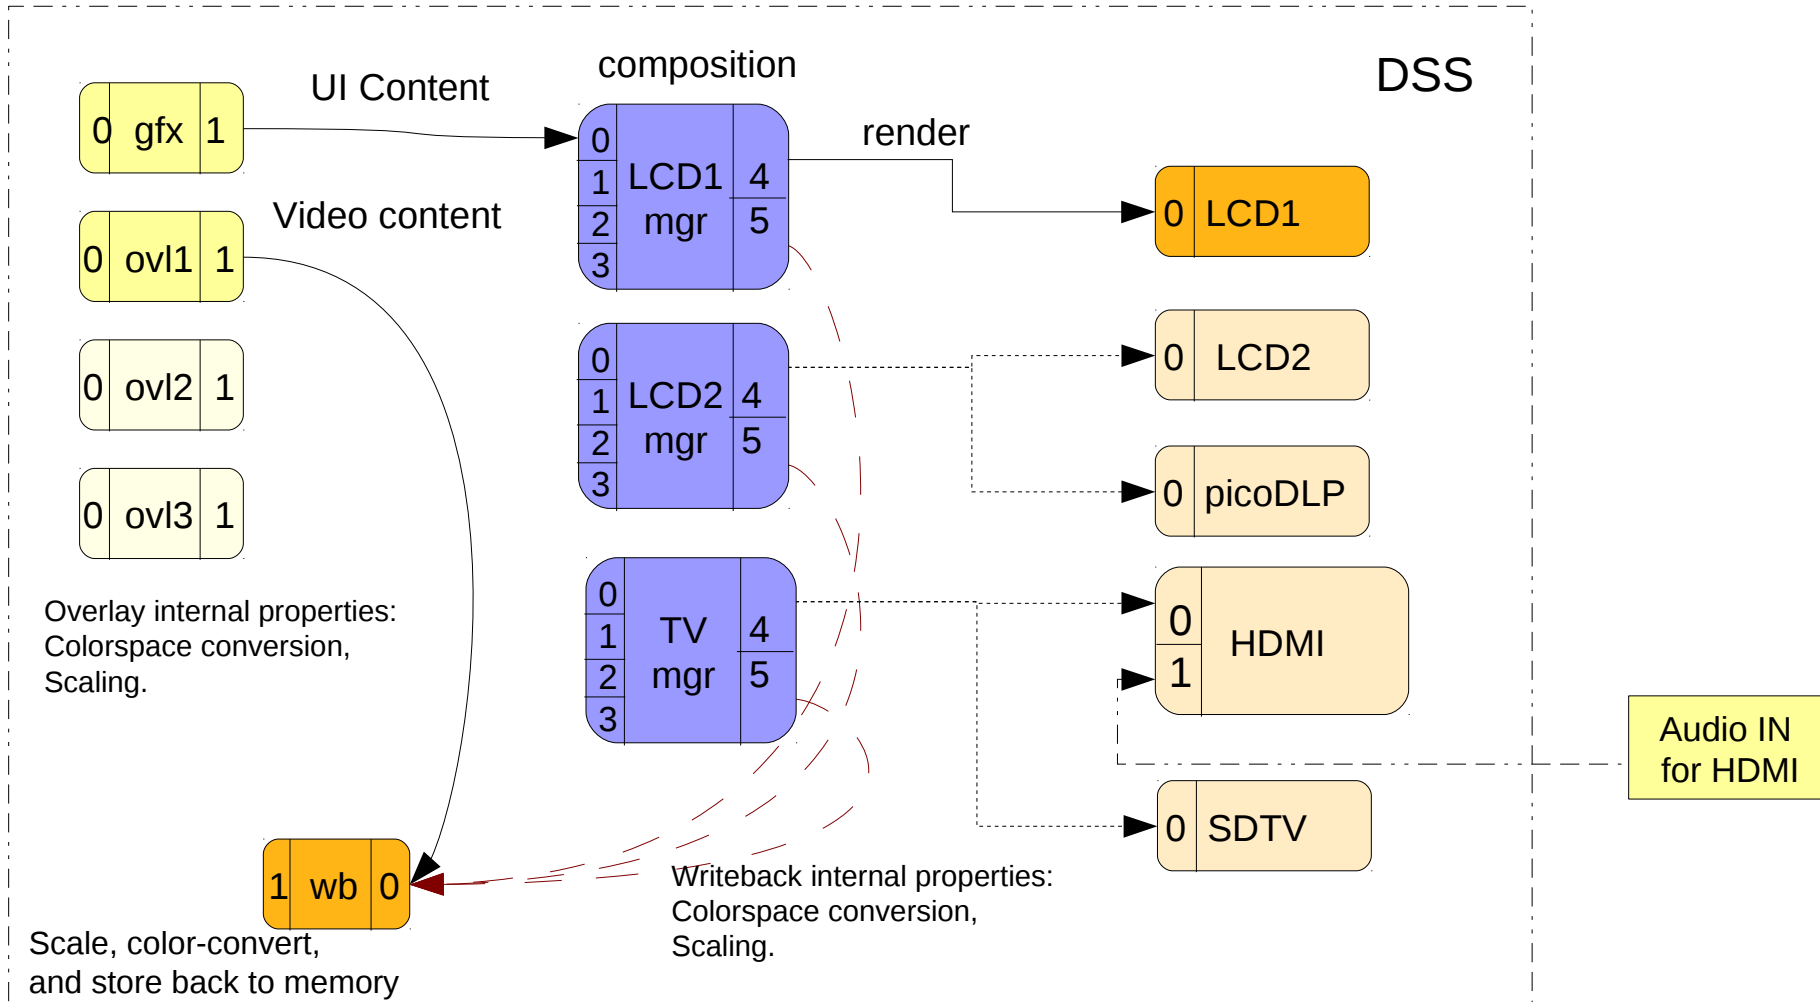 DSS
composition
UI Content
render
Video content
0 gfx 1
0 ovl1 1
0 ovl2 1
0 ovl3 1
Overlay internal properties:
Colorspace conversion,
Scaling.
0
1
2
3
LCD1
mgr
4
5
0
1
2
3
LCD2
mgr
4
5
0
1
2
3
TV
mgr
4
5
0 LCD1
0 LCD2
0 picoDLP
0
1
HDMI
0 SDTV
Audio IN
for HDMI
1 wb 0
Scale, color-convert,
and store back to memory
Writeback internal properties:
Colorspace conversion,
Scaling.